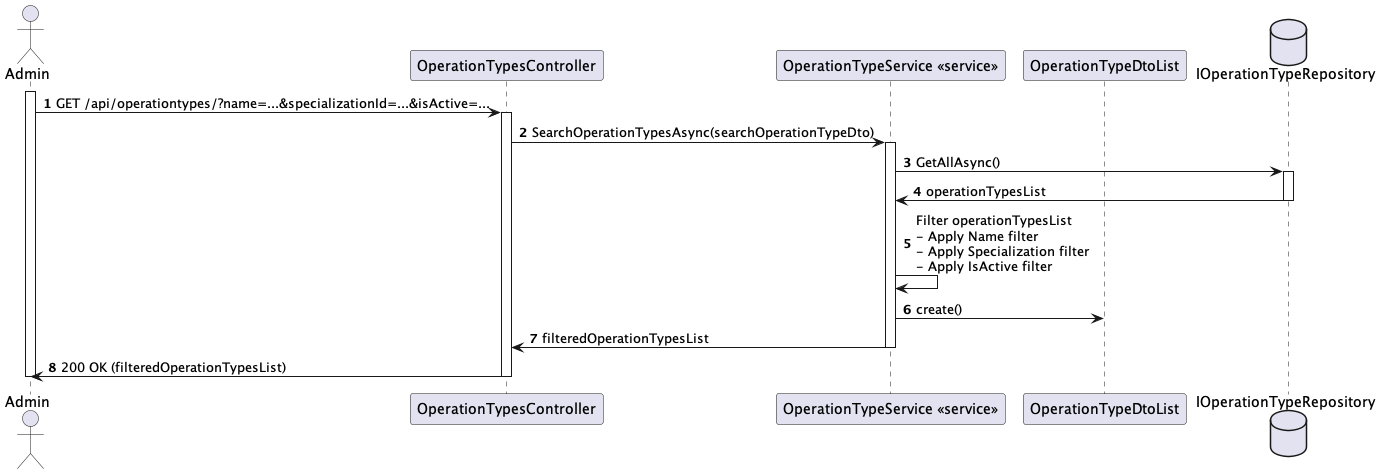 Admin
OperationTypesController
OperationTypeService «service»
OperationTypeDtoList
IOperationTypeRepository
1 GET /api/operationtypes/?name=...&specializationId=...&isActive=...
2 SearchOperationTypesAsync(searchOperationTypeDto)
3 GetAllAsync()
4 operationTypesList
5 Filter operationTypesList
- Apply Name filter
- Apply Specialization filter
- Apply IsActive filter
6 create()
7 filteredOperationTypesList
8 200 OK (filteredOperationTypesList)
Admin
OperationTypesController
OperationTypeService «service»
OperationTypeDtoList
IOperationTypeRepository